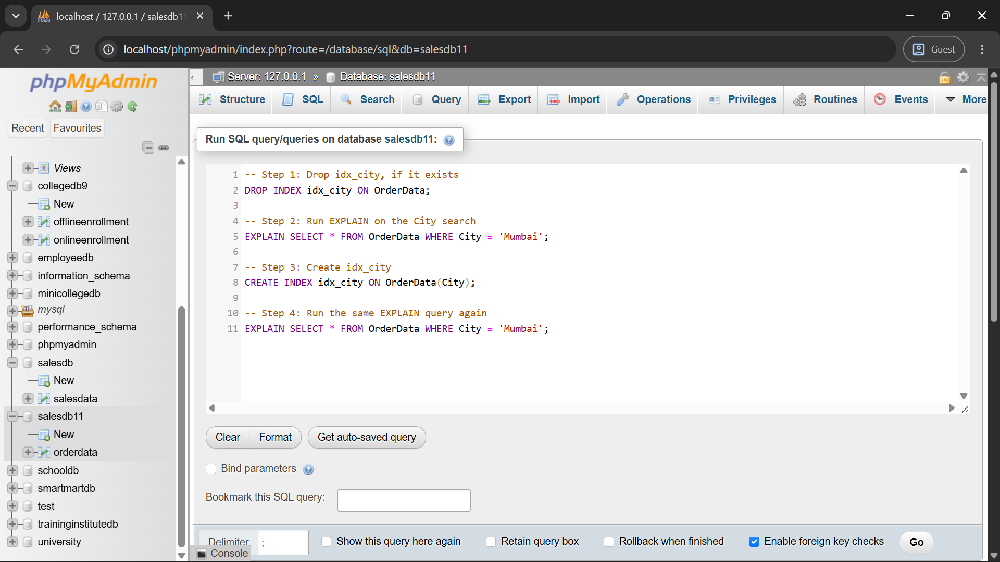 localhost / 127.0.0.1 / salesdb11
localhost/phpmyadmin/index.php?route=/database/sql&db=salesdb11
Guest
phpMyAdmin
Recent
Favourites
Views
collegedb9
New
offlineenrollment
onlineenrollment
employeedb
information_schema
minicollegedb
mysql
performance_schema
phpmyadmin
salesdb
New
salesdata
salesdb11
New
orderdata
schooldb
smartmartdb
test
traininginstitutedb
university
Server: 127.0.0.1 » Database: salesdb11
Structure SQL Search Query Export Import Operations Privileges Routines Events More
Run SQL query/queries on database salesdb11:
1 -- Step 1: Drop idx_city, if it exists
2 DROP INDEX idx_city ON OrderData;
3
4 -- Step 2: Run EXPLAIN on the City search
5 EXPLAIN SELECT * FROM OrderData WHERE City = 'Mumbai';
6
7 -- Step 3: Create idx_city
8 CREATE INDEX idx_city ON OrderData(City);
9
10 -- Step 4: Run the same EXPLAIN query again
11 EXPLAIN SELECT * FROM OrderData WHERE City = 'Mumbai';
Clear Format Get auto-saved query
Bind parameters
Bookmark this SQL query:
Delimiter ; Show this query here again Retain query box Rollback when finished Enable foreign key checks Go
Console